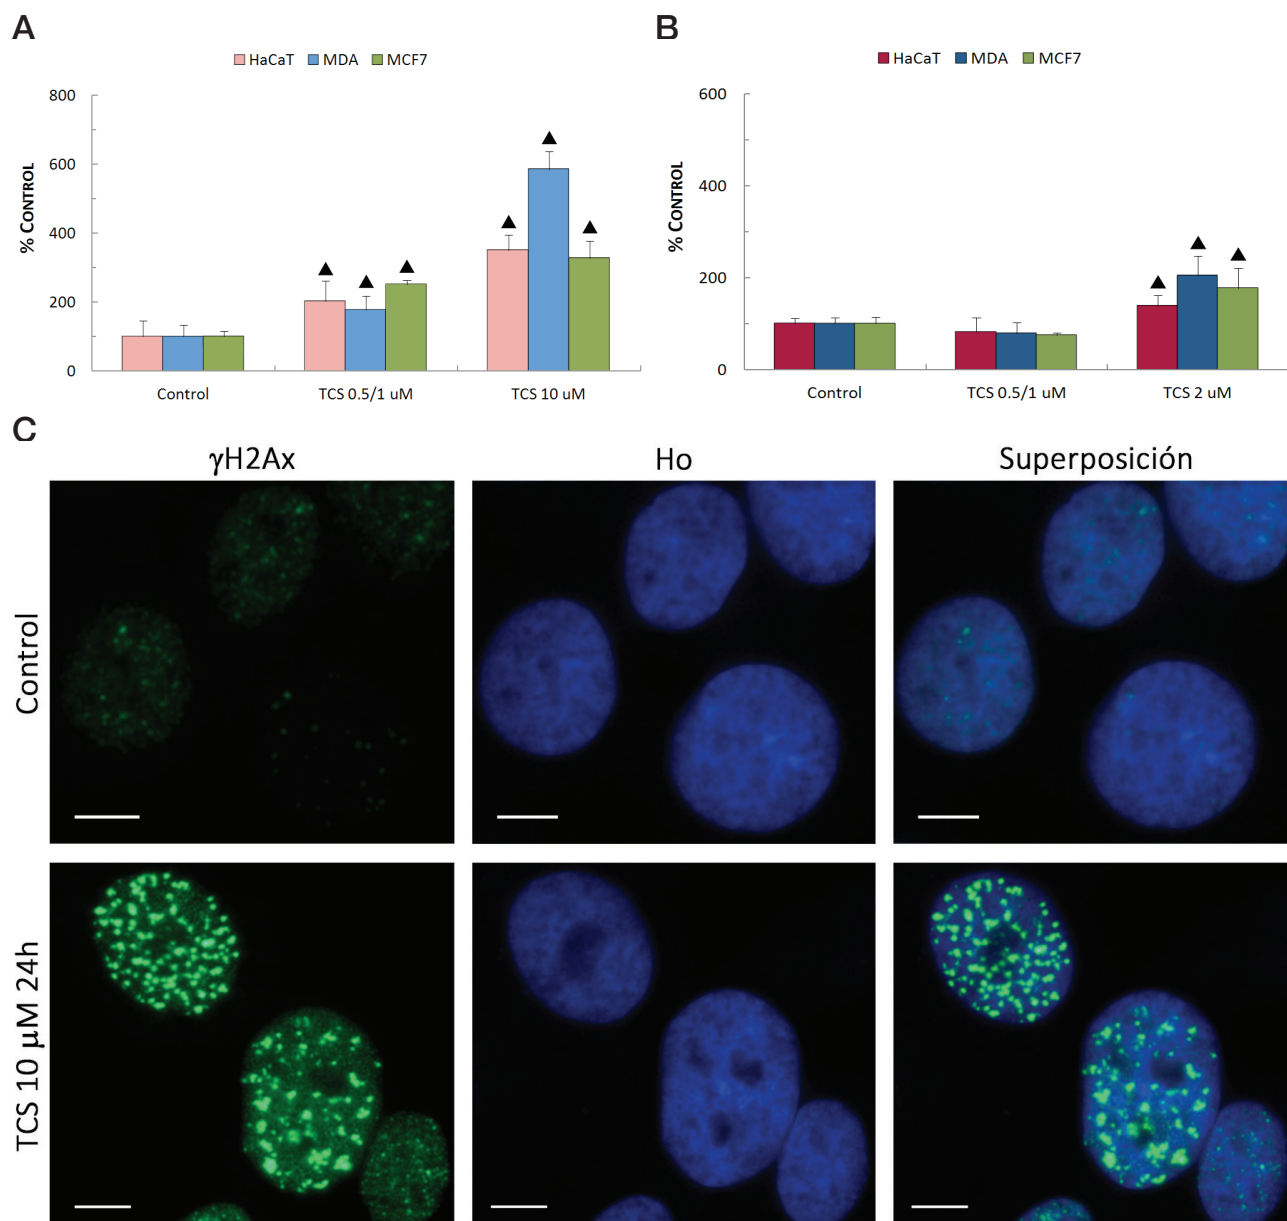 A
HaCaT MDA MCF7
% CONTROL
800
600
400
200
0
Control TCS 0.5/1 uM TCS 10 uM
B
HaCaT MDA MCF7
% CONTROL
600
400
200
0
Control TCS 0.5/1 uM TCS 2 uM
C
γH2Ax Ho Superposición
Control
TCS 10 µM 24h